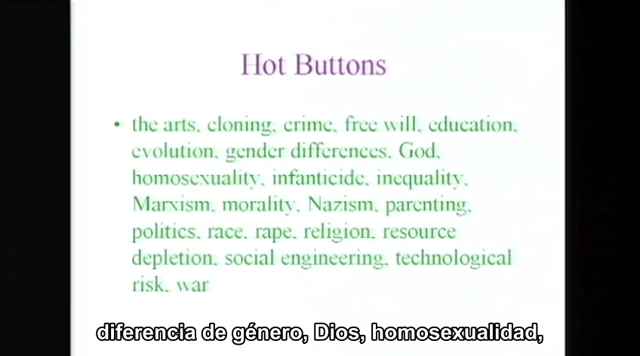 Hot Buttons
• the arts, cloning, crime, free will, education,
evolution, gender differences, God,
homosexuality, infanticide, inequality,
Marxism, morality, Nazism, parenting,
politics, race, rape, religion, resource
depletion, social engineering, technological
risk, war
diferencia de género, Dios, homosexualidad,